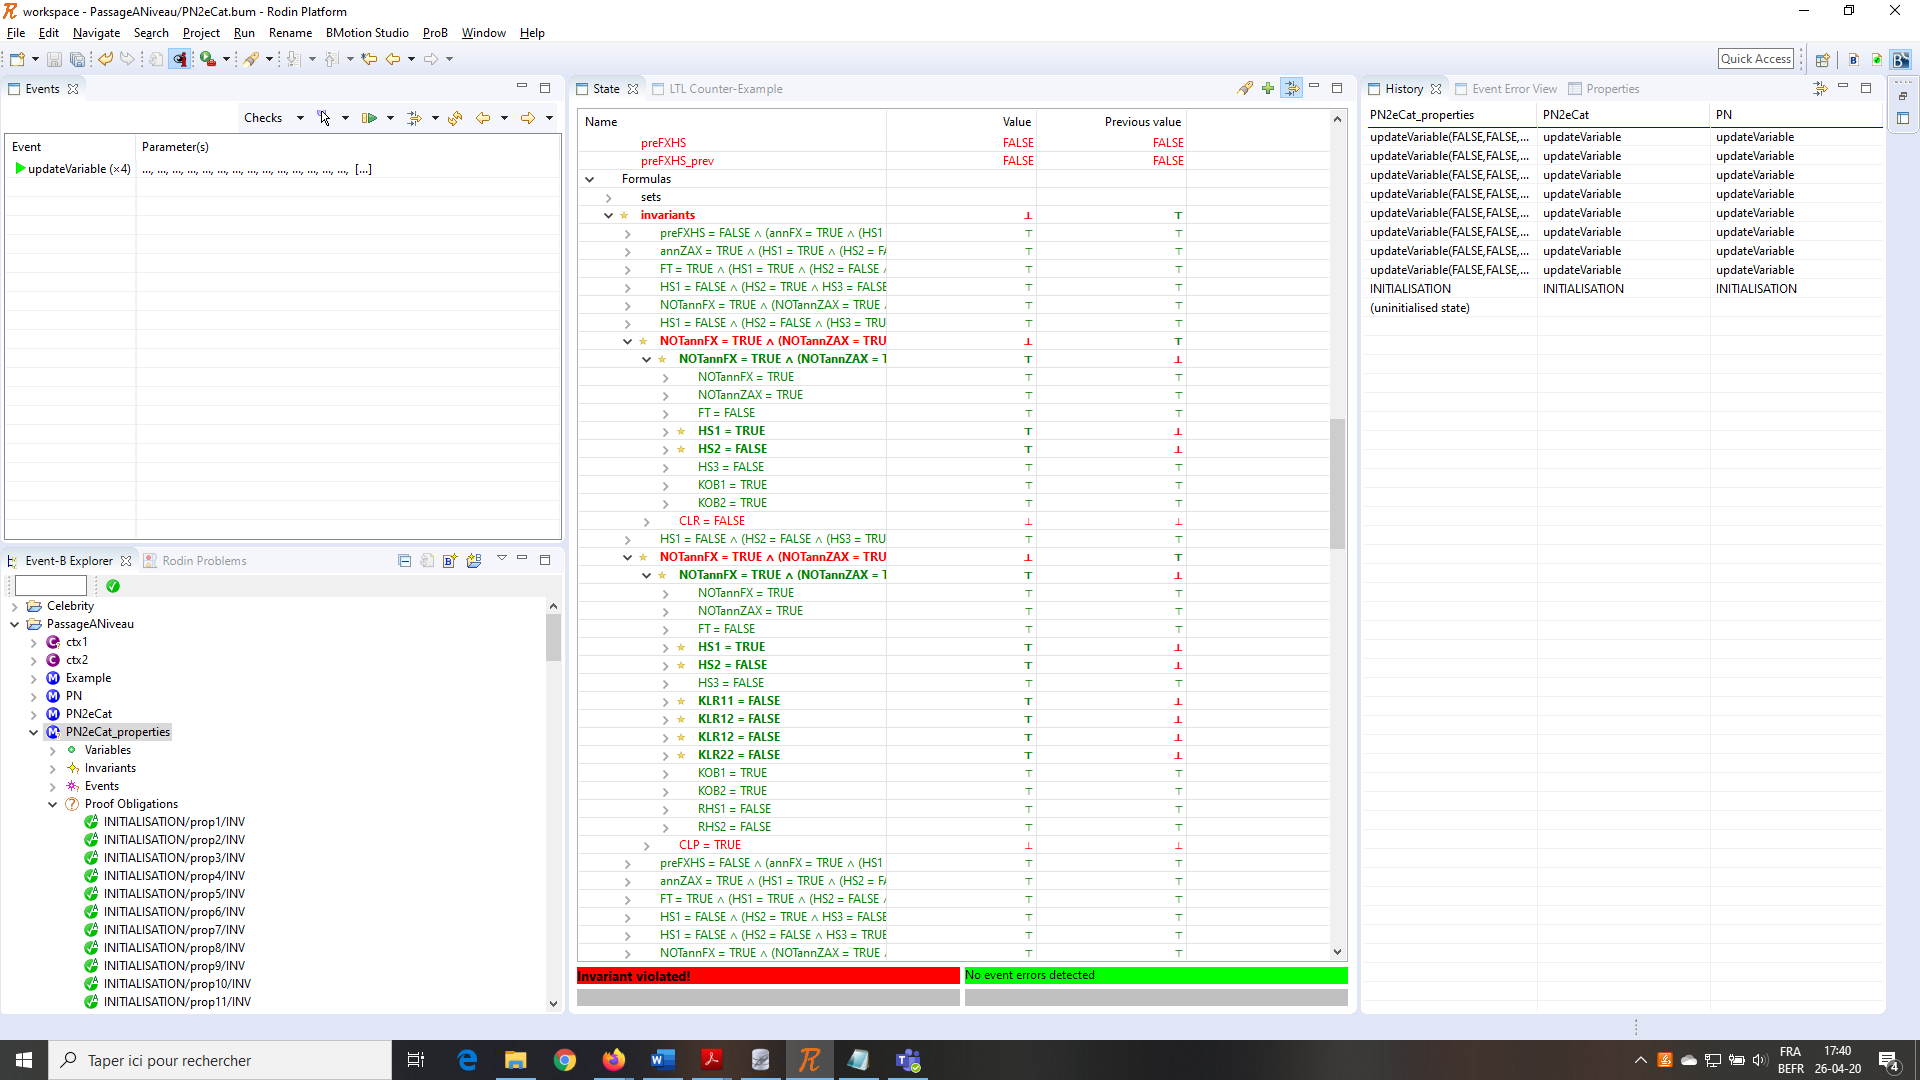 workspace - PassageANiveau/PN2eCat.bum - Rodin Platform
File Edit Navigate Search Project Run Rename BMotion Studio ProB Window Help
Quick Access
Events
Checks
Event Parameter(s)
updateVariable (×4) ..., ..., ..., ..., ..., ..., ..., ..., ..., ..., ..., ..., ..., ..., [...]
Event-B Explorer Rodin Problems
Celebrity
PassageANiveau
ctx1
ctx2
Example
PN
PN2eCat
PN2eCat_properties
Variables
Invariants
Events
Proof Obligations
INITIALISATION/prop1/INV
INITIALISATION/prop2/INV
INITIALISATION/prop3/INV
INITIALISATION/prop4/INV
INITIALISATION/prop5/INV
INITIALISATION/prop6/INV
INITIALISATION/prop7/INV
INITIALISATION/prop8/INV
INITIALISATION/prop9/INV
INITIALISATION/prop10/INV
INITIALISATION/prop11/INV
State LTL Counter-Example
Name Value Previous value
preFXHS FALSE FALSE
preFXHS_prev FALSE FALSE
Formulas
sets
invariants ⊥ ⊤
preFXHS = FALSE ∧ (annFX = TRUE ∧ (HS1 ⊤ ⊤
annZAX = TRUE ∧ (HS1 = TRUE ∧ (HS2 = FA ⊤ ⊤
FT = TRUE ∧ (HS1 = TRUE ∧ (HS2 = FALSE ∧ ⊤ ⊤
HS1 = FALSE ∧ (HS2 = TRUE ∧ HS3 = FALSE ⊤ ⊤
NOTannFX = TRUE ∧ (NOTannZAX = TRUE ∧ ⊤ ⊤
HS1 = FALSE ∧ (HS2 = FALSE ∧ (HS3 = TRU ⊤ ⊤
NOTannFX = TRUE ∧ (NOTannZAX = TRU ⊥ ⊤
NOTannFX = TRUE ∧ (NOTannZAX = T ⊤ ⊥
NOTannFX = TRUE ⊤ ⊤
NOTannZAX = TRUE ⊤ ⊤
FT = FALSE ⊤ ⊤
HS1 = TRUE ⊤ ⊥
HS2 = FALSE ⊤ ⊥
HS3 = FALSE ⊤ ⊤
KOB1 = TRUE ⊤ ⊤
KOB2 = TRUE ⊤ ⊤
CLR = FALSE ⊥ ⊥
HS1 = FALSE ∧ (HS2 = FALSE ∧ (HS3 = TRU ⊤ ⊤
NOTannFX = TRUE ∧ (NOTannZAX = TRU ⊥ ⊤
NOTannFX = TRUE ∧ (NOTannZAX = T ⊤ ⊥
NOTannFX = TRUE ⊤ ⊤
NOTannZAX = TRUE ⊤ ⊤
FT = FALSE ⊤ ⊤
HS1 = TRUE ⊤ ⊥
HS2 = FALSE ⊤ ⊥
HS3 = FALSE ⊤ ⊤
KLR11 = FALSE ⊤ ⊥
KLR12 = FALSE ⊤ ⊥
KLR12 = FALSE ⊤ ⊥
KLR22 = FALSE ⊤ ⊥
KOB1 = TRUE ⊤ ⊤
KOB2 = TRUE ⊤ ⊤
RHS1 = FALSE ⊤ ⊤
RHS2 = FALSE ⊤ ⊤
CLP = TRUE ⊥ ⊥
preFXHS = FALSE ∧ (annFX = TRUE ∧ (HS1 ⊤ ⊤
annZAX = TRUE ∧ (HS1 = TRUE ∧ (HS2 = FA ⊤ ⊤
FT = TRUE ∧ (HS1 = TRUE ∧ (HS2 = FALSE ∧ ⊤ ⊤
HS1 = FALSE ∧ (HS2 = TRUE ∧ HS3 = FALSE ⊤ ⊤
HS1 = FALSE ∧ (HS2 = FALSE ∧ HS3 = TRUE ⊤ ⊤
NOTannFX = TRUE ∧ (NOTannZAX = TRUE ∧ ⊤ ⊤
Invariant violated! No event errors detected
History Event Error View Properties
PN2eCat_properties PN2eCat PN
updateVariable(FALSE,FALSE,... updateVariable updateVariable
updateVariable(FALSE,FALSE,... updateVariable updateVariable
updateVariable(FALSE,FALSE,... updateVariable updateVariable
updateVariable(FALSE,FALSE,... updateVariable updateVariable
updateVariable(FALSE,FALSE,... updateVariable updateVariable
updateVariable(FALSE,FALSE,... updateVariable updateVariable
updateVariable(FALSE,FALSE,... updateVariable updateVariable
updateVariable(FALSE,FALSE,... updateVariable updateVariable
INITIALISATION INITIALISATION INITIALISATION
(uninitialised state)
Taper ici pour rechercher
FRA 17:40
BEFR 26-04-20
4